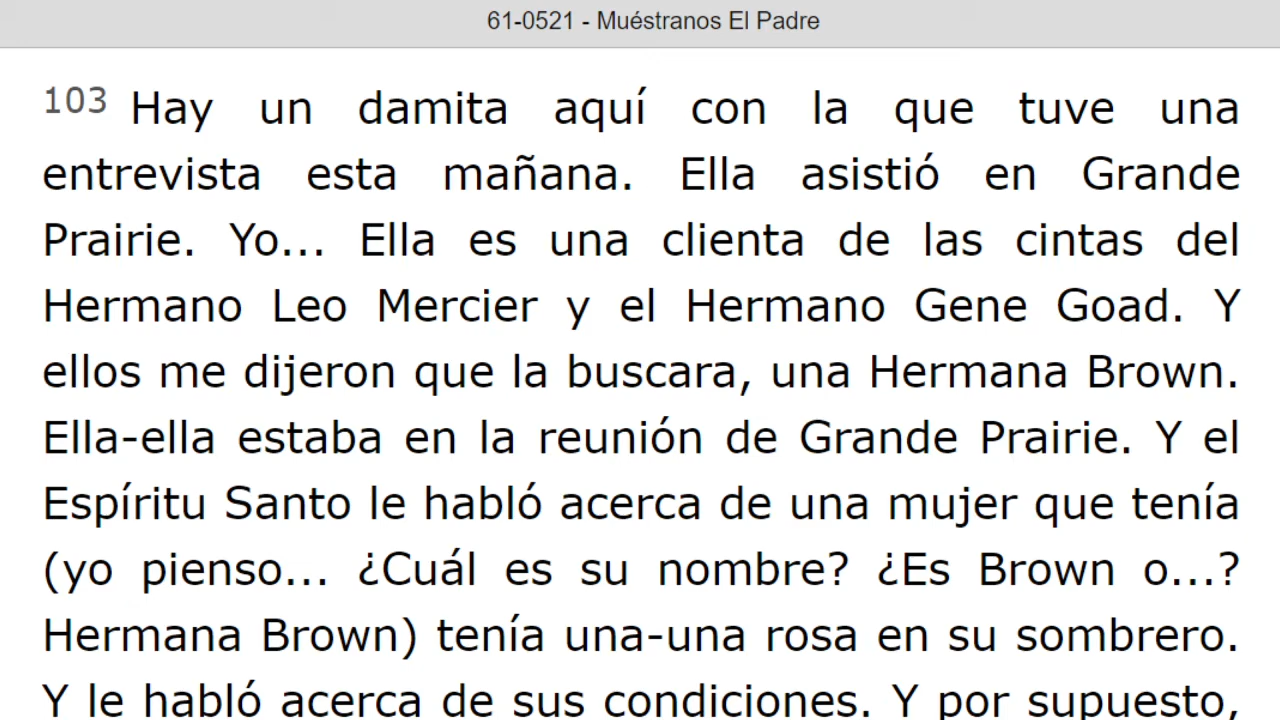 61-0521 - Muéstranos El Padre
103 Hay un damita aquí con la que tuve una
entrevista esta mañana. Ella asistió en Grande
Prairie. Yo... Ella es una clienta de las cintas del
Hermano Leo Mercier y el Hermano Gene Goad. Y
ellos me dijeron que la buscara, una Hermana Brown.
Ella-ella estaba en la reunión de Grande Prairie. Y el
Espíritu Santo le habló acerca de una mujer que tenía
(yo pienso... ¿Cuál es su nombre? ¿Es Brown o...?
Hermana Brown) tenía una-una rosa en su sombrero.
Y le habló acerca de sus condiciones. Y por supuesto,